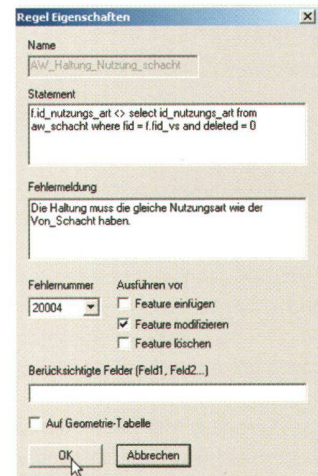 Regel Eigenschaften
Name
AW_Haltung_Nutzung_schacht
Statement
f.id_nutzungs_art <> select id_nutzungs_art from
aw_schacht where fid = f.fid_vs and deleted = 0
Fehlermeldung
Die Haltung muss die gleiche Nutzungsart wie der
Von_Schacht haben.
Fehlernummer
20004
Ausführen vor
Feature einfügen
Feature modifizieren
Feature löschen
Berücksichtigte Felder (Feld1, Feld2...)
Auf Geometrie-Tabelle
OK
Abbrechen